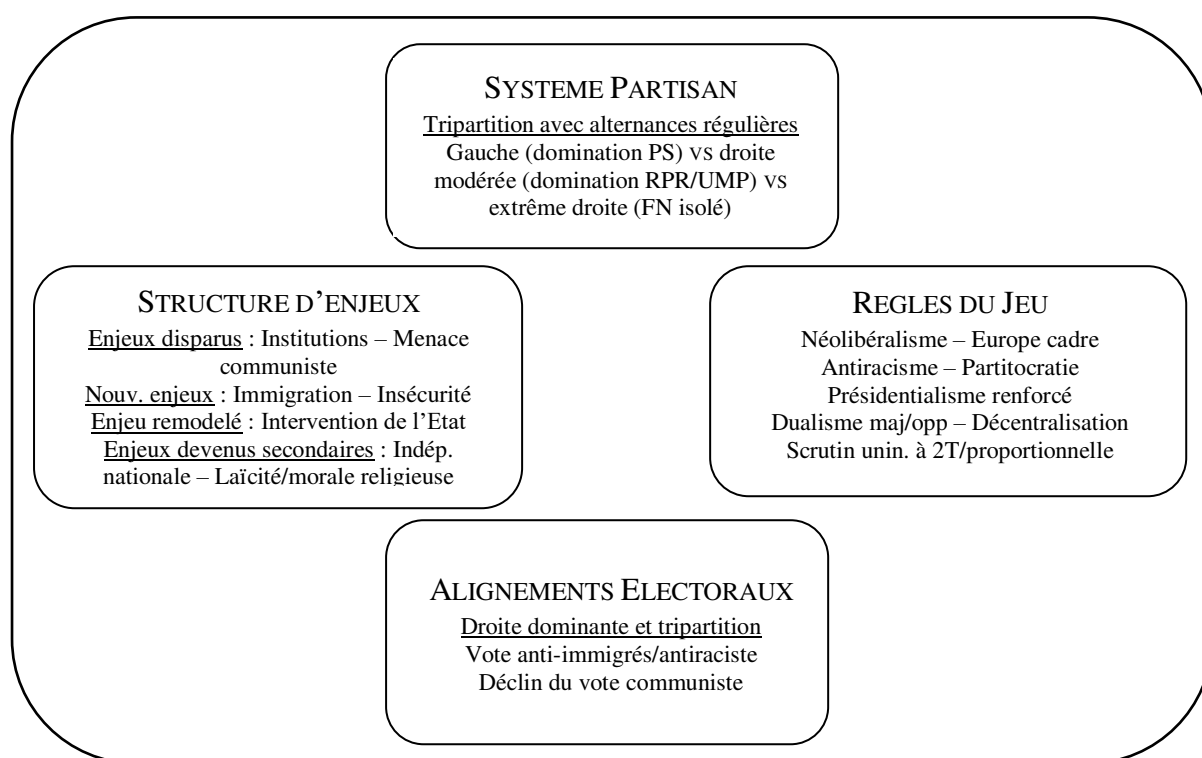 SYSTEME PARTISAN
Tripartition avec alternances régulières
Gauche (domination PS) VS droite
modérée (domination RPR/UMP) VS
extrême droite (FN isolé)
STRUCTURE D’ENJEUX
Enjeux disparus : Institutions – Menace
communiste
Nouv. enjeux : Immigration – Insécurité
Enjeu remodelé : Intervention de l’Etat
Enjeux devenus secondaires : Indép.
nationale – Laïcité/morale religieuse
REGLES DU JEU
Néolibéralisme – Europe cadre
Antiracisme – Partitocratie
Présidentialisme renforcé
Dualisme maj/opp – Décentralisation
Scrutin unin. à 2T/proportionnelle
ALIGNEMENTS ELECTORAUX
Droite dominante et tripartition
Vote anti-immigrés/antiraciste
Déclin du vote communiste